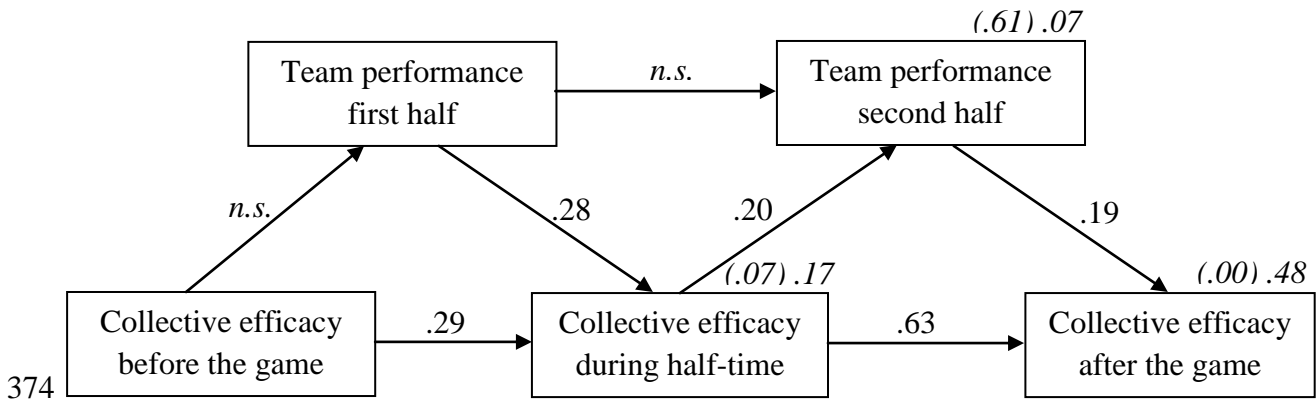 (.61) .07
Team performance
first half
n.s.
Team performance
second half
n.s.
.28
.20
.19
(.07) .17
(.00) .48
Collective efficacy
before the game
.29
Collective efficacy
during half-time
.63
Collective efficacy
after the game
374